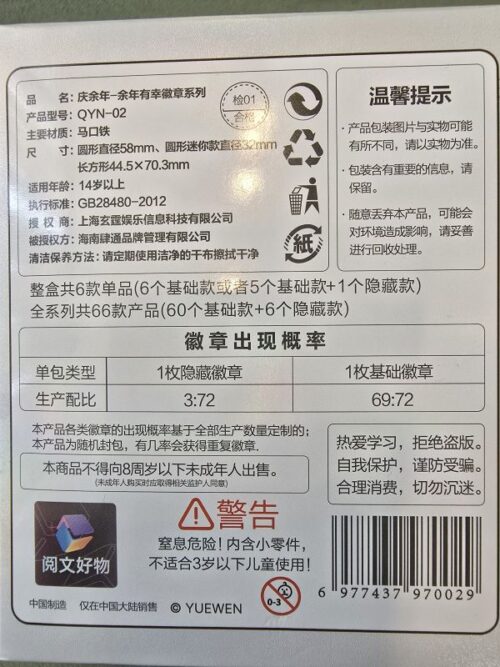 品　　名：庆余年-余年有幸徽章系列
产品型号：QYN-02
主要材质：马口铁
尺　　寸：圆形直径58mm、圆形迷你款直径32mm
长方形44.5×70.3mm
适用年龄：14岁以上
执行标准：GB28480-2012
授 权 商：上海玄霆娱乐信息科技有限公司
被授权方：海南肆通品牌管理有限公司
清洁保养方法：请定期使用洁净的干布擦拭干净
检01
合格
紙
温馨提示
·产品包装图片与实物可能
有所不同，请以实物为准。
·包装含有重要的信息，请
保留。
·随意丢弃本产品，可能会
对环境造成影响，请妥善
进行回收处理。
整盒共6款单品(6个基础款或者5个基础款+1个隐藏款)
全系列共66款产品(60个基础款+6个隐藏款)
徽章出现概率
单包类型 1枚隐藏徽章 1枚基础徽章
生产配比 3:72 69:72
本产品各类徽章的出现概率基于全部生产数量定制的；
本产品为随机封包，有几率会获得重复徽章.
本商品不得向8周岁以下未成年人出售。
(未成年人购买时应取得相关监护人同意)
热爱学习，拒绝盗版。
自我保护，谨防受骗。
合理消费，切勿沉迷。
阅文好物
警告
窒息危险！内含小零件，
不适合3岁以下儿童使用！
0-3
6 977437 970029
中国制造 仅在中国大陆销售 © YUEWEN